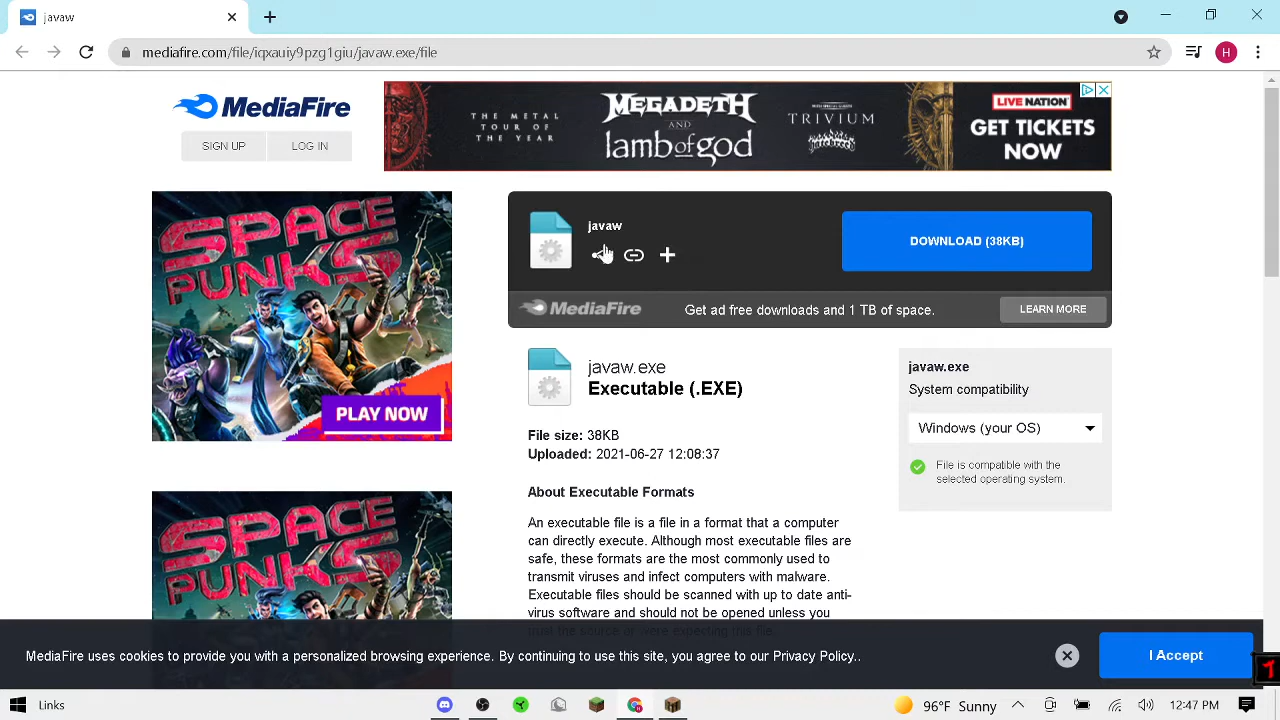 javaw
mediafire.com/file/iqxauiy9pzg1giu/javaw.exe/file
H
MediaFire
SIGN UP
LOG IN
THE METAL
TOUR OF
THE YEAR
MEGADETH
AND
lamb of god
TRIVIUM
LIVE NATION
GET TICKETS
NOW
SPACE
PUNKS
PLAY NOW
javaw
DOWNLOAD (38KB)
MediaFire
Get ad free downloads and 1 TB of space.
LEARN MORE
javaw.exe
Executable (.EXE)
File size: 38KB
Uploaded: 2021-06-27 12:08:37
About Executable Formats
An executable file is a file in a format that a computer
can directly execute. Although most executable files are
safe, these formats are the most commonly used to
transmit viruses and infect computers with malware.
Executable files should be scanned with up to date anti-
virus software and should not be opened unless you
trust the source or were expecting this file.
javaw.exe
System compatibility
Windows (your OS)
File is compatible with the
selected operating system.
SPACE
PUNKS
MediaFire uses cookies to provide you with a personalized browsing experience. By continuing to use this site, you agree to our Privacy Policy..
I Accept
Links
96°F Sunny
12:47 PM